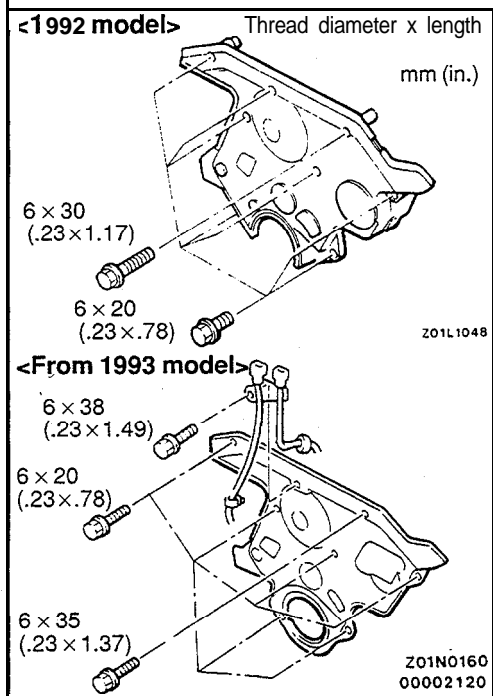 <1992 model> Thread diameter x length
mm (in.)
6 × 30
(.23×1.17)
6 × 20
(.23×.78)
Z01L1048
<From 1993 model>
6 × 38
(.23×1.49)
6 × 20
(.23×.78)
6 × 35
(.23×1.37)
Z01N0160
00002120